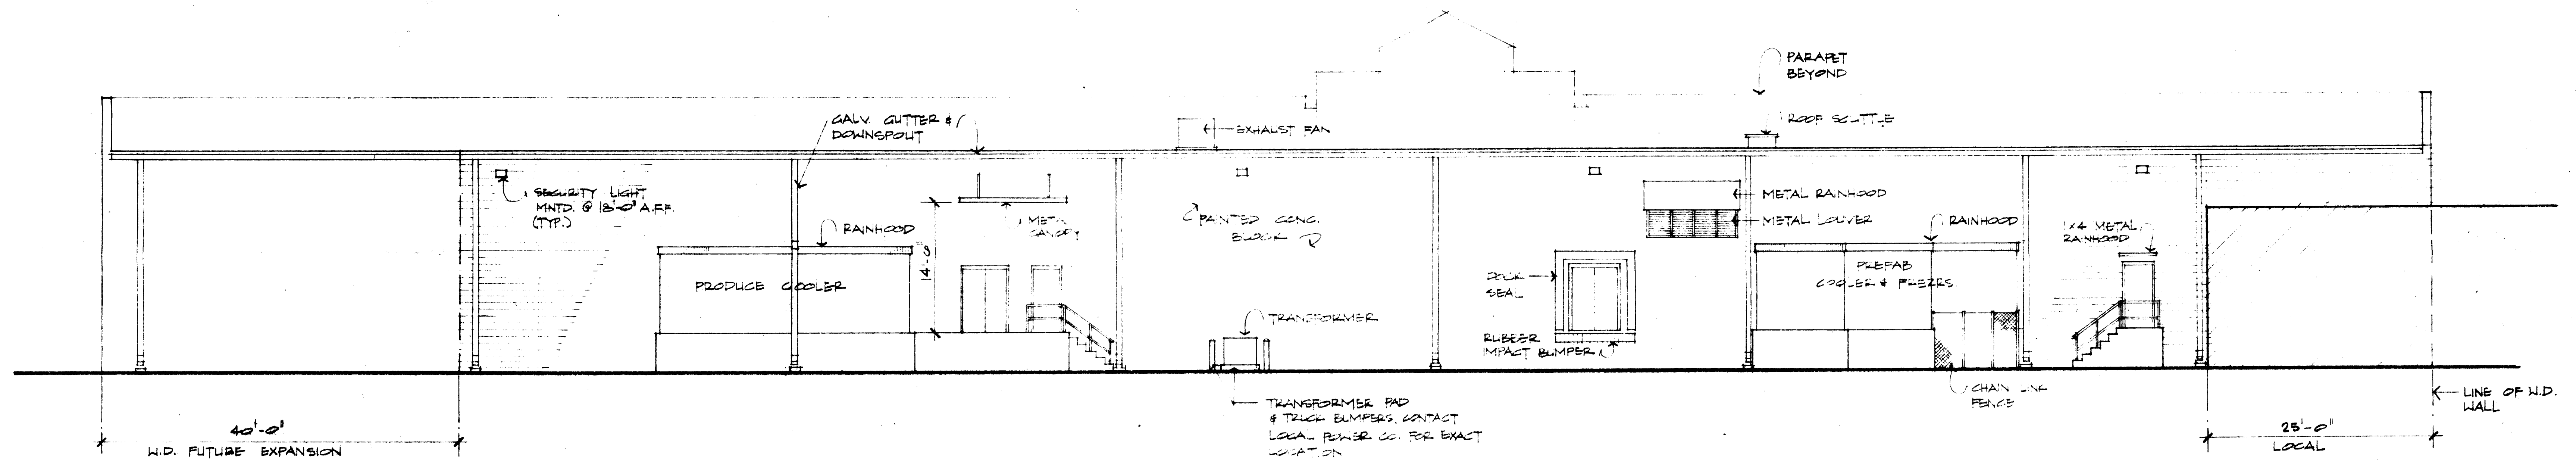 PARAPET
BEYOND
GALV. GUTTER &
DOWNSPOUT
EXHAUST FAN
ROOF SCUTTLE
SECURITY LIGHT
MNTD. @ 18'-0" A.F.F.
(TYP.)
RAINHOOD
14'-0"
METAL
CANOPY
PAINTED CONC.
BLOCK
METAL RAINHOOD
METAL LOUVER
RAINHOOD
1X4 METAL
RAINHOOD
PRODUCE COOLER
DOCK
SEAL
PREFAB
COOLER & FREZRS.
TRANSFORMER
RUBBER
IMPACT BUMPER
TRANSFORMER PAD
& TRUCK BUMPERS. CONTACT
LOCAL POWER CO. FOR EXACT
LOCATION
CHAIN LINK
FENCE
LINE OF W.D.
WALL
40'-0"
W.D. FUTURE EXPANSION
25'-0"
LOCAL